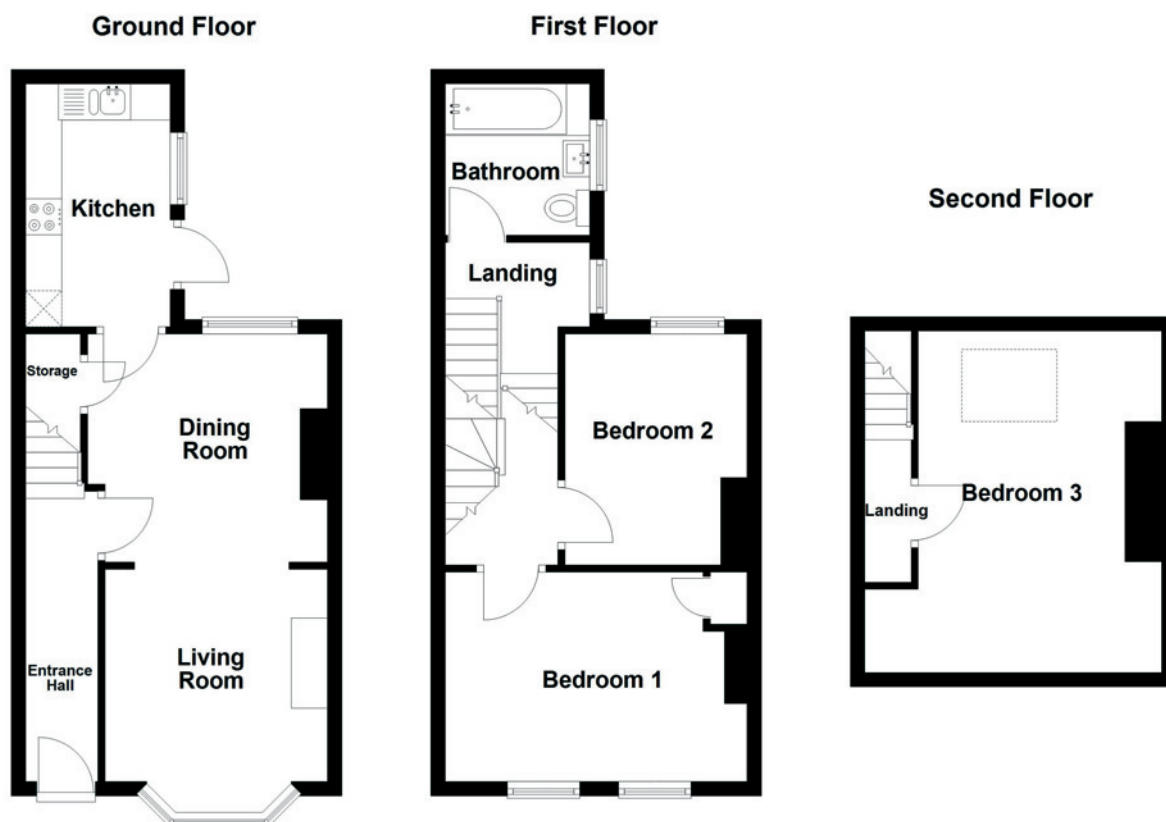 Ground Floor
Kitchen
Storage
Dining
Room
Entrance
Hall
Living
Room
First Floor
Bathroom
Landing
Bedroom 2
Bedroom 1
Second Floor
Landing
Bedroom 3